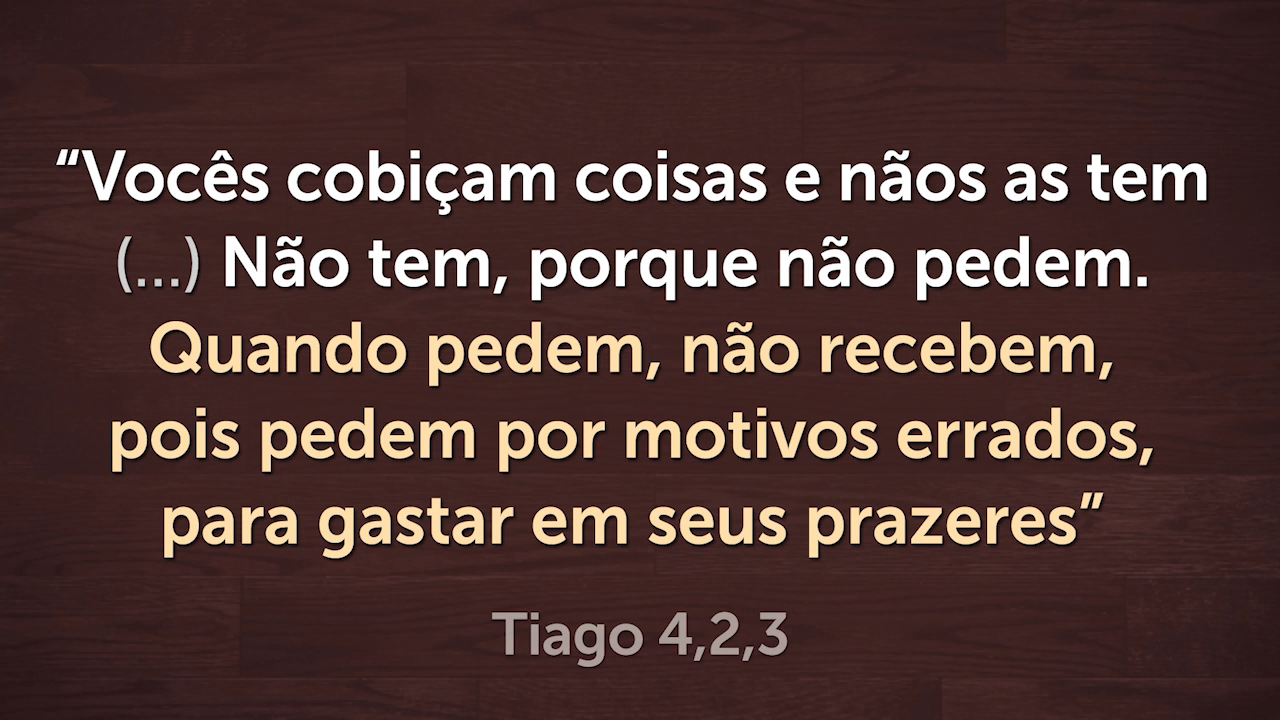 “Vocês cobiçam coisas e nãos as tem
(...) Não tem, porque não pedem.
Quando pedem, não recebem,
pois pedem por motivos errados,
para gastar em seus prazeres”
Tiago 4,2,3